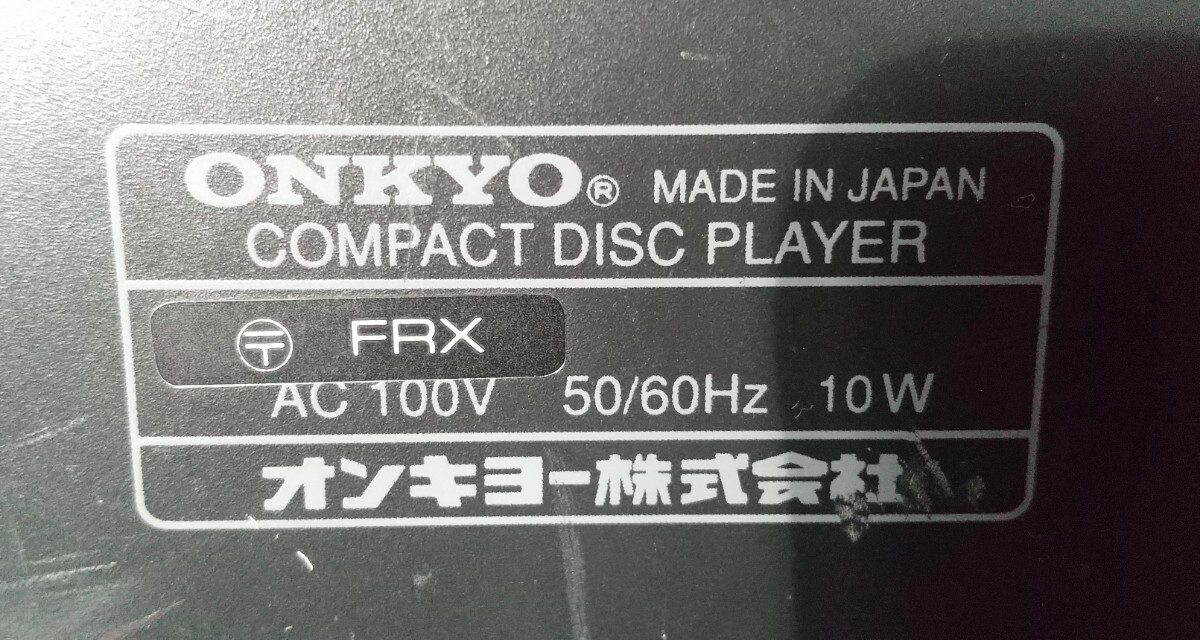 ONKYO® MADE IN JAPAN
COMPACT DISC PLAYER
〶 FRX
AC 100V 50/60Hz 10W
オンキヨー株式会社